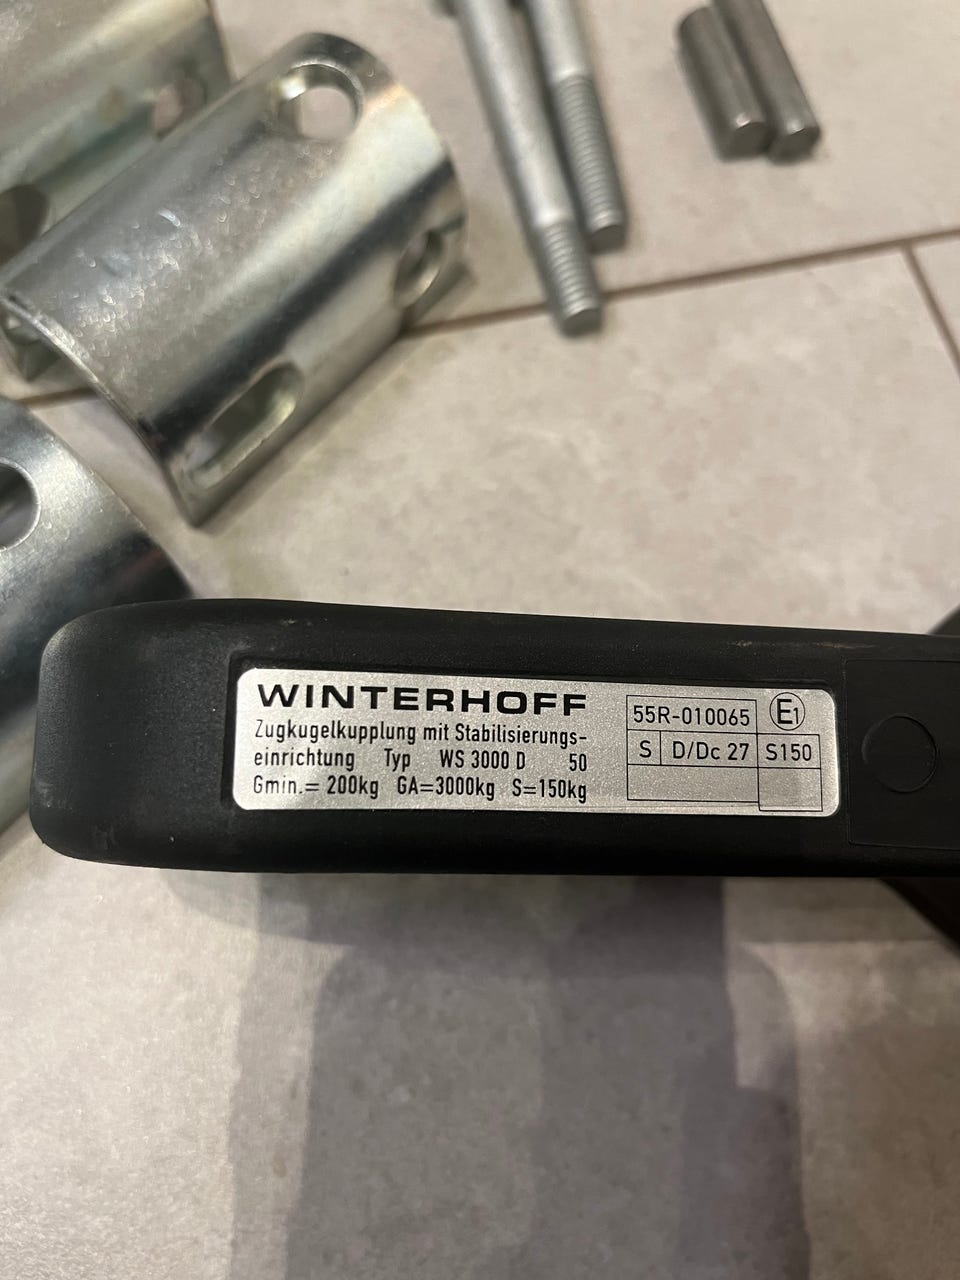 WINTERHOFF
Zugkugelkupplung mit Stabilisierungs-
einrichtung Typ WS 3000 D 50
Gmin.= 200kg GA=3000kg S=150kg
55R-010065 E1
S D/Dc 27 S150